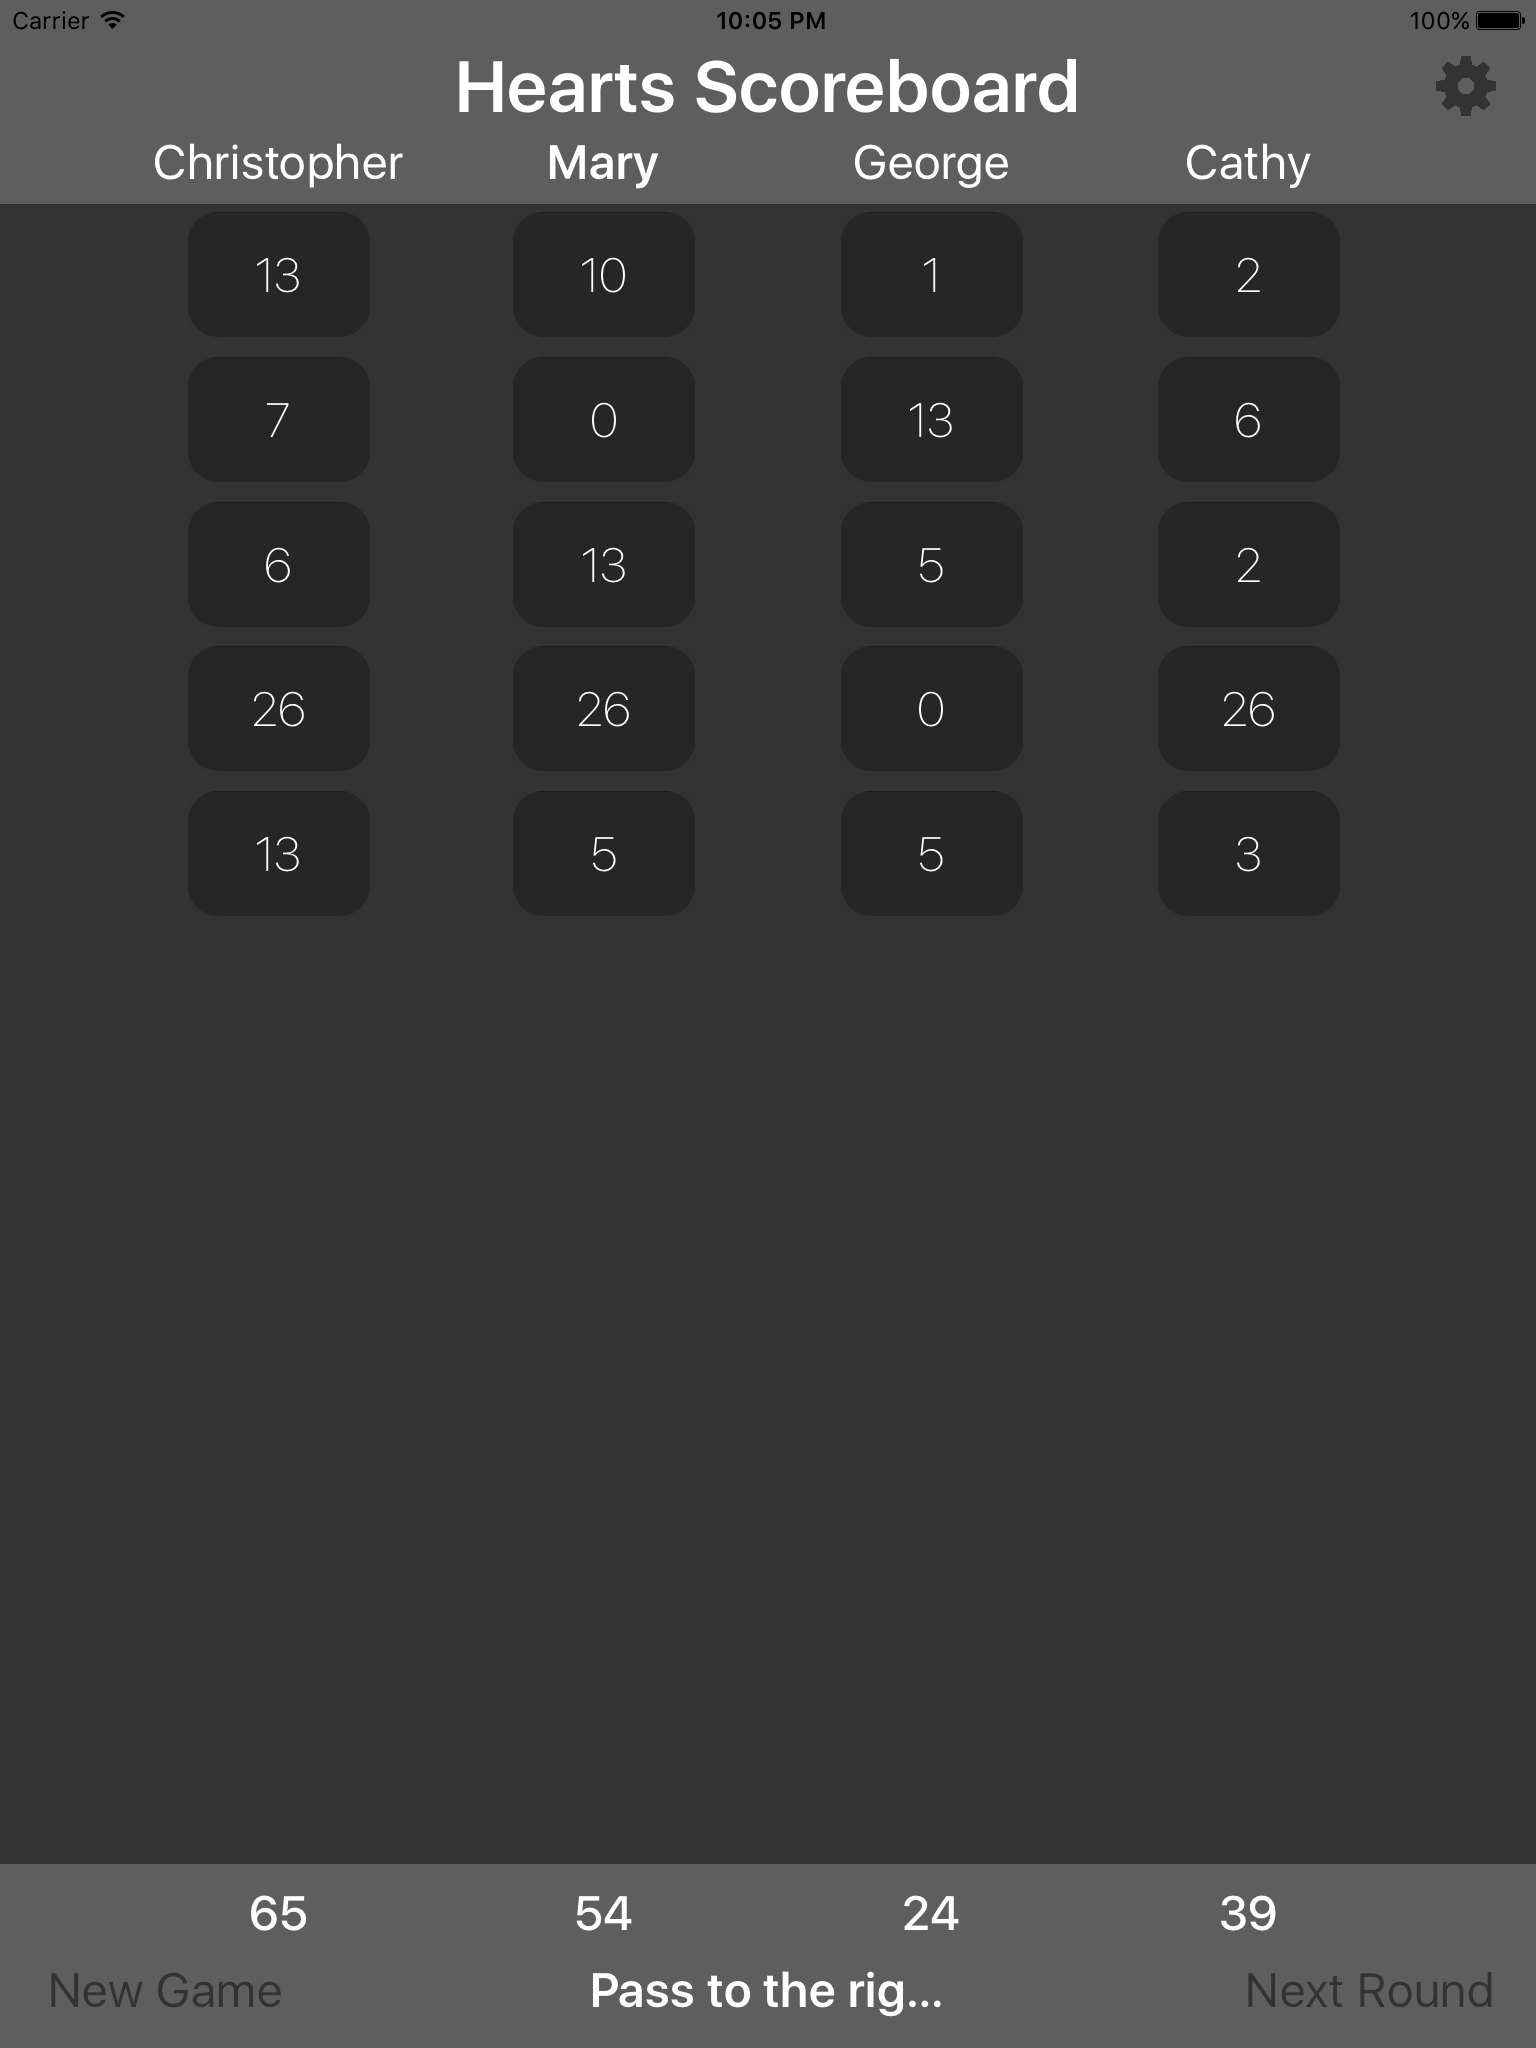 Carrier 10:05 PM 100%
Hearts Scoreboard
Christopher Mary George Cathy
13 10 1 2
7 0 13 6
6 13 5 2
26 26 0 26
13 5 5 3
65 54 24 39
New Game Pass to the rig... Next Round